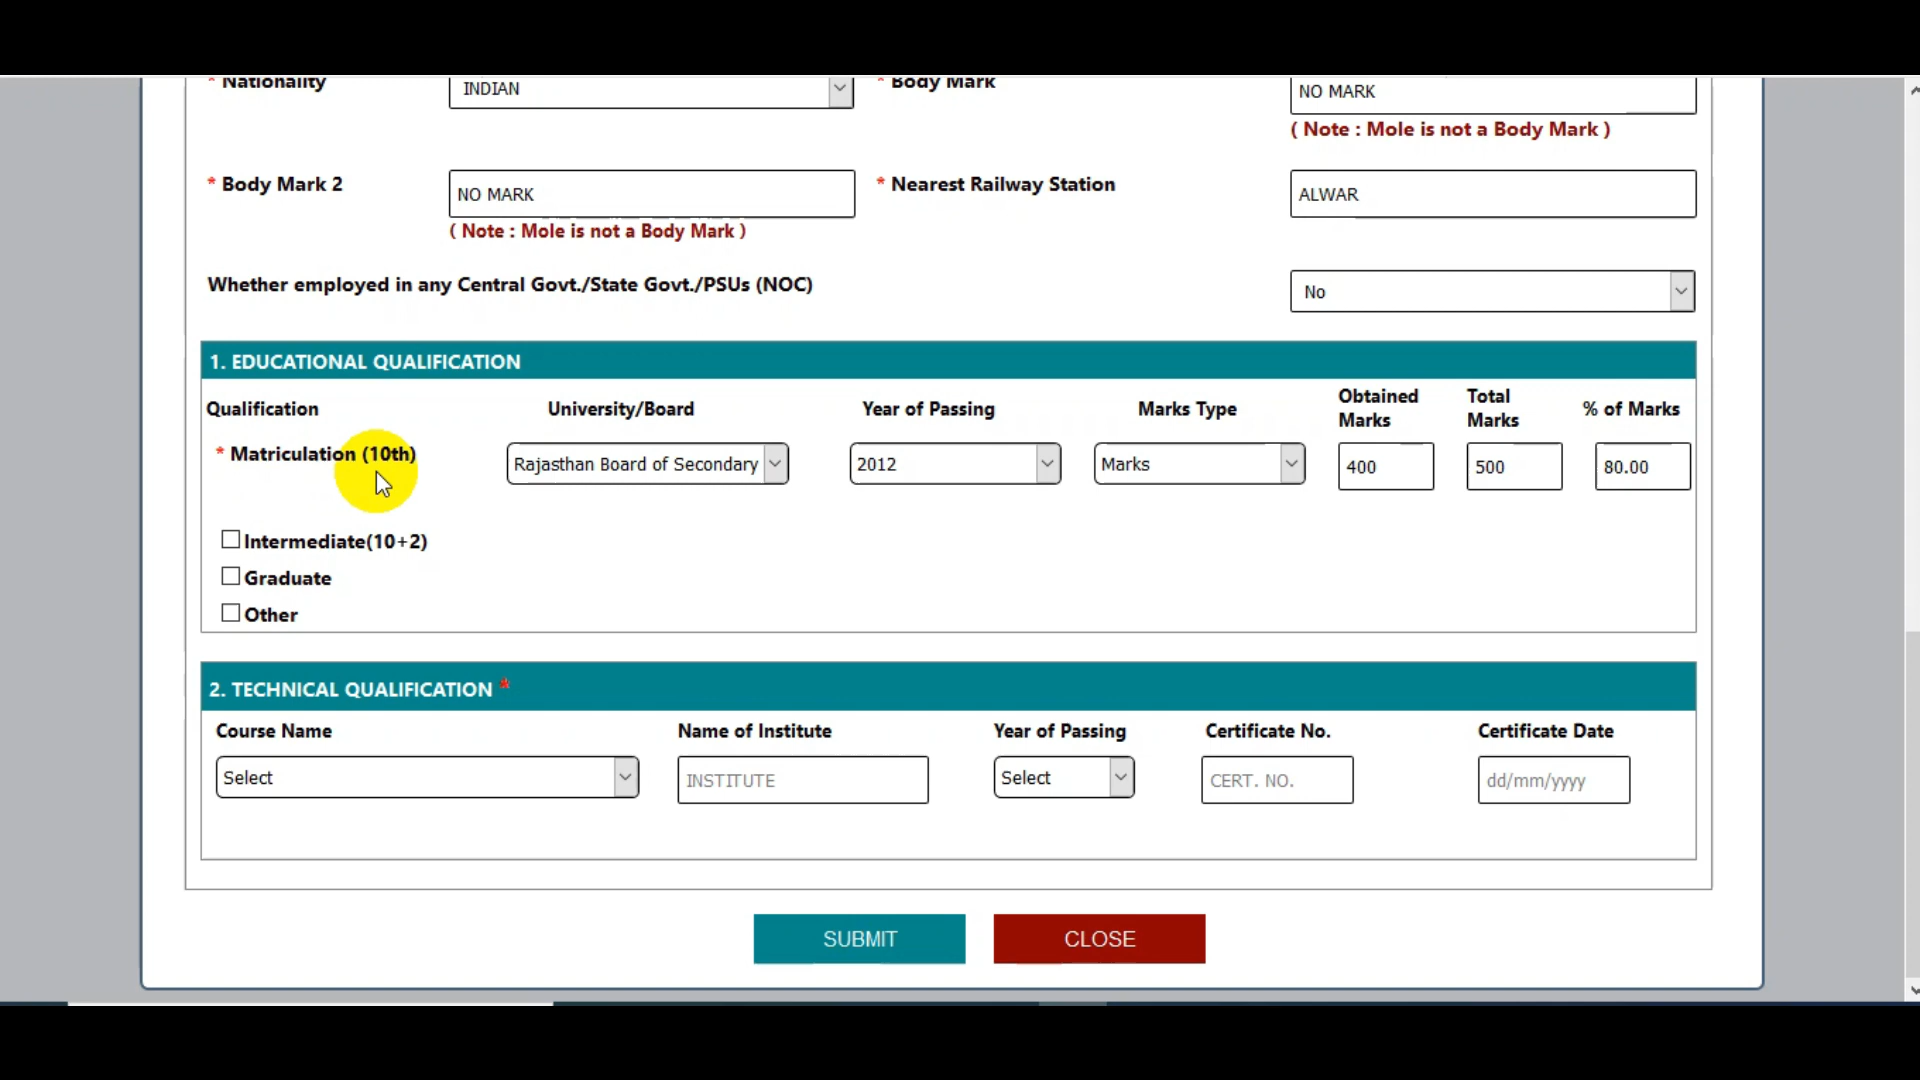 * Nationality
INDIAN
* Body Mark
NO MARK
( Note : Mole is not a Body Mark )
* Body Mark 2
NO MARK
( Note : Mole is not a Body Mark )
* Nearest Railway Station
ALWAR
Whether employed in any Central Govt./State Govt./PSUs (NOC)
No
1. EDUCATIONAL QUALIFICATION
Qualification
University/Board
Year of Passing
Marks Type
Obtained
Marks
Total
Marks
% of Marks
* Matriculation (10th)
Rajasthan Board of Secondary
2012
Marks
400
500
80.00
Intermediate(10+2)
Graduate
Other
2. TECHNICAL QUALIFICATION *
Course Name
Name of Institute
Year of Passing
Certificate No.
Certificate Date
Select
INSTITUTE
Select
CERT. NO.
dd/mm/yyyy
SUBMIT
CLOSE